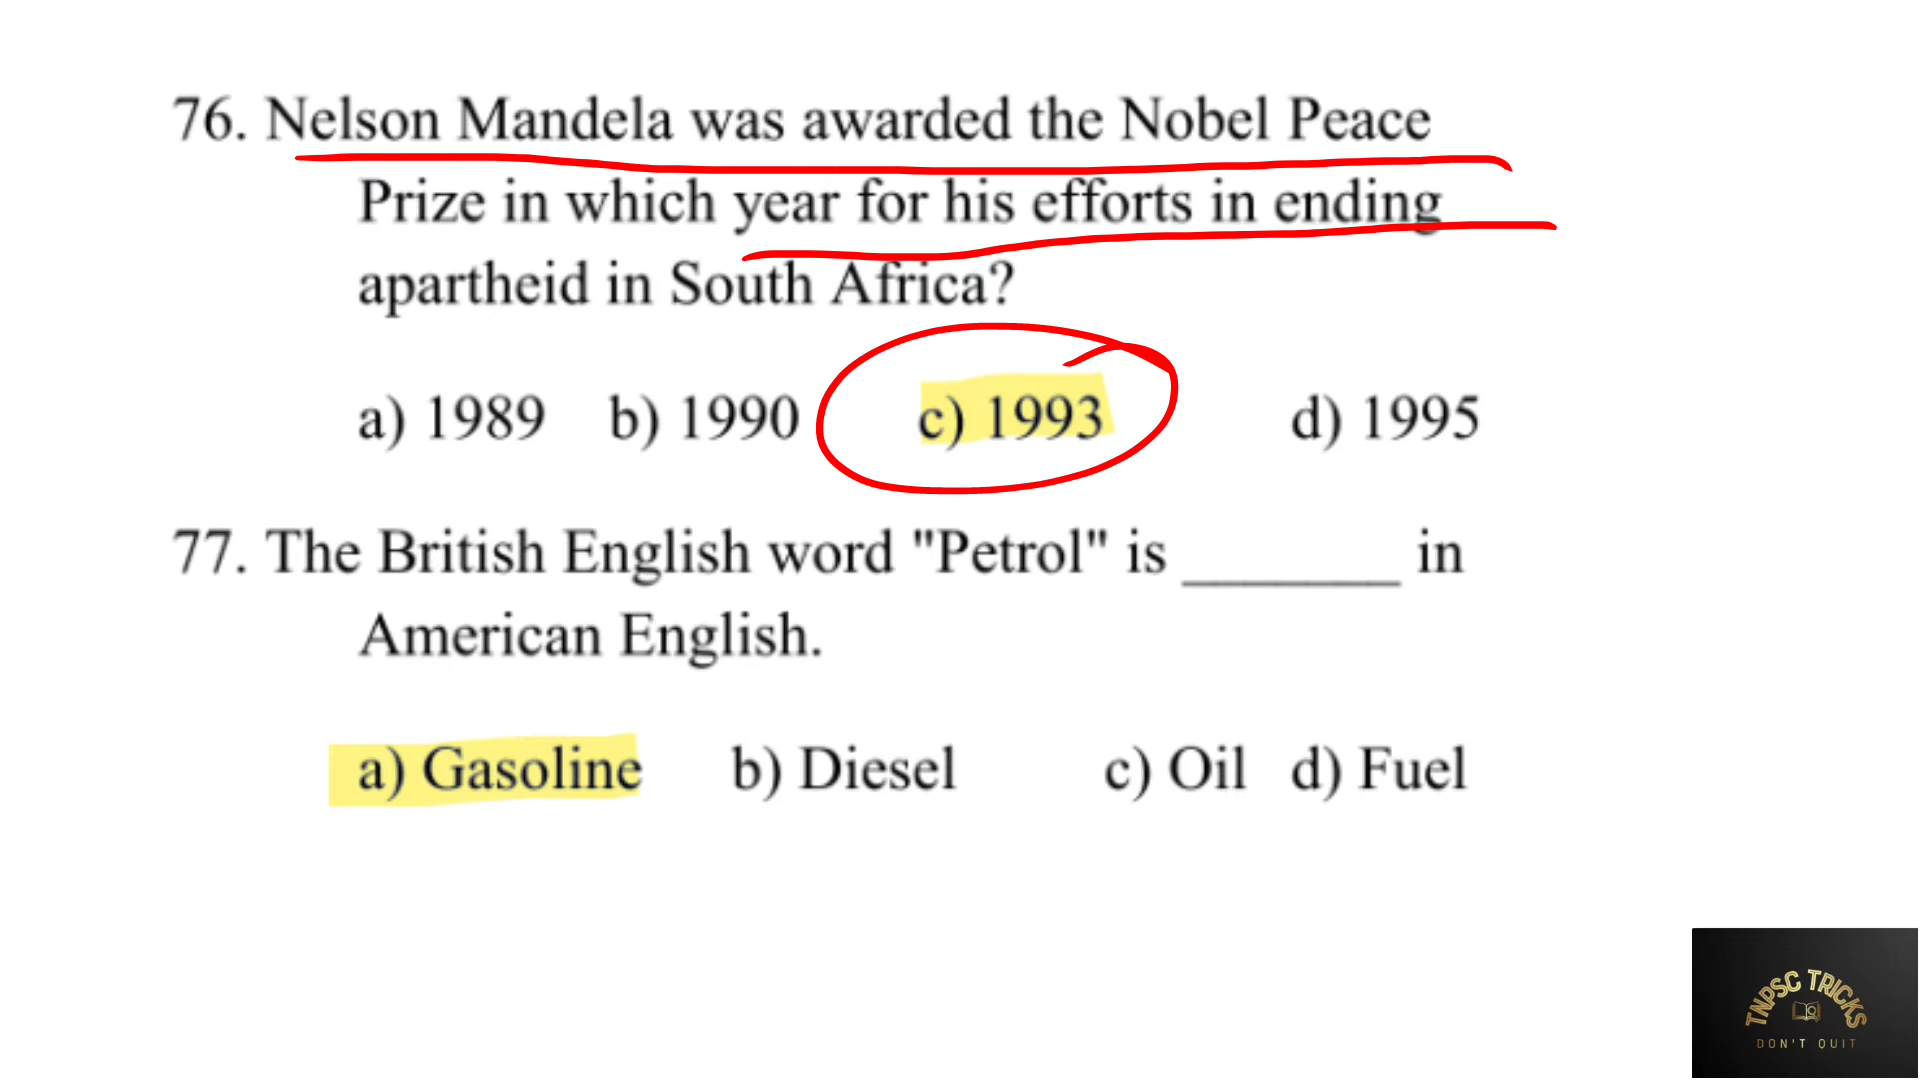 76. Nelson Mandela was awarded the Nobel Peace
Prize in which year for his efforts in ending
apartheid in South Africa?
a) 1989 b) 1990 c) 1993 d) 1995
77. The British English word "Petrol" is ________ in
American English.
a) Gasoline b) Diesel c) Oil d) Fuel
TNPSC TRICKS
DON'T QUIT